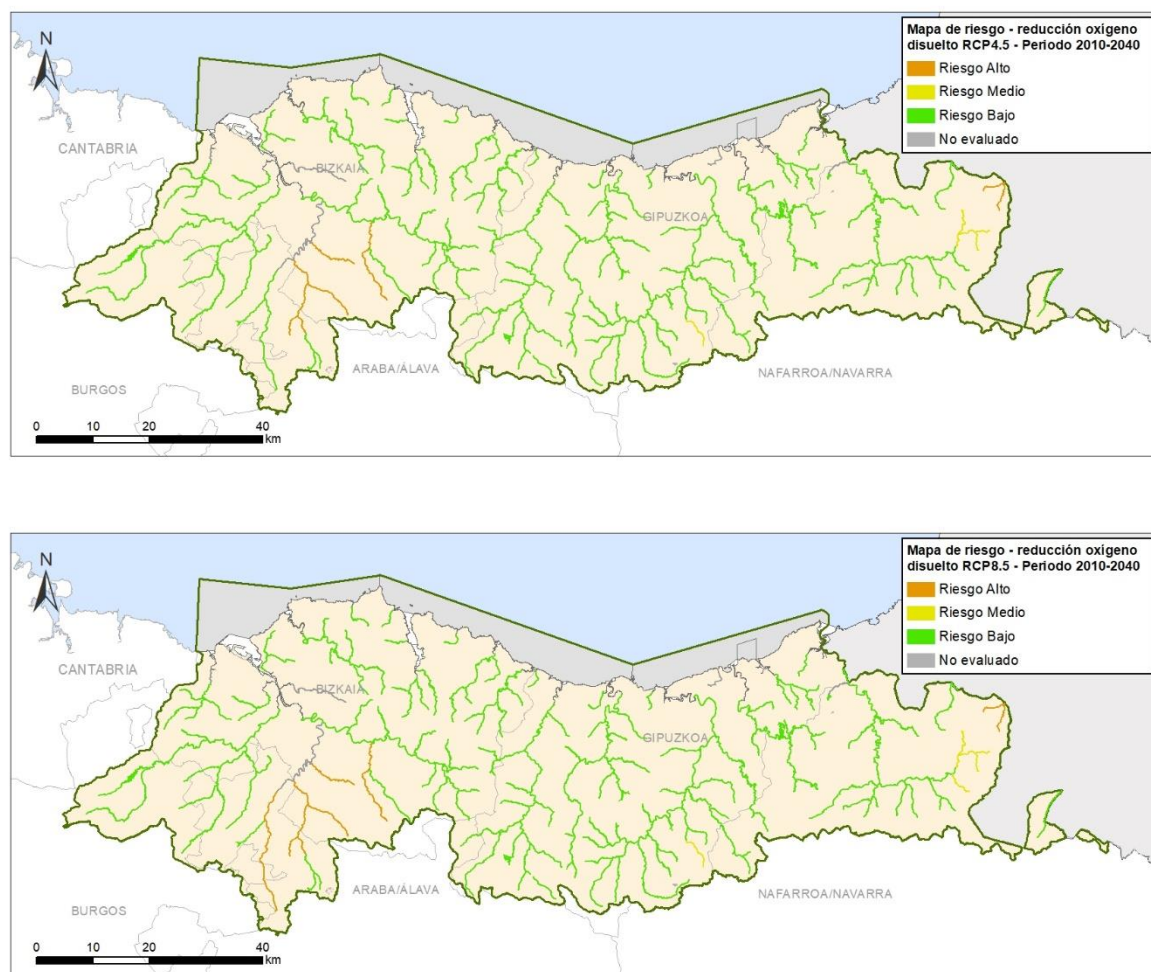 Mapa de riesgo - reducción oxígeno
disuelto RCP4.5 - Periodo 2010-2040
Riesgo Alto
Riesgo Medio
Riesgo Bajo
No evaluado
N
CANTABRIA
BIZKAIA
GIPUZKOA
ARABA/ÁLAVA
NAFARROA/NAVARRA
BURGOS
0 10 20 40
km
Mapa de riesgo - reducción oxígeno
disuelto RCP8.5 - Periodo 2010-2040
Riesgo Alto
Riesgo Medio
Riesgo Bajo
No evaluado
N
CANTABRIA
BIZKAIA
GIPUZKOA
ARABA/ÁLAVA
NAFARROA/NAVARRA
BURGOS
0 10 20 40
km